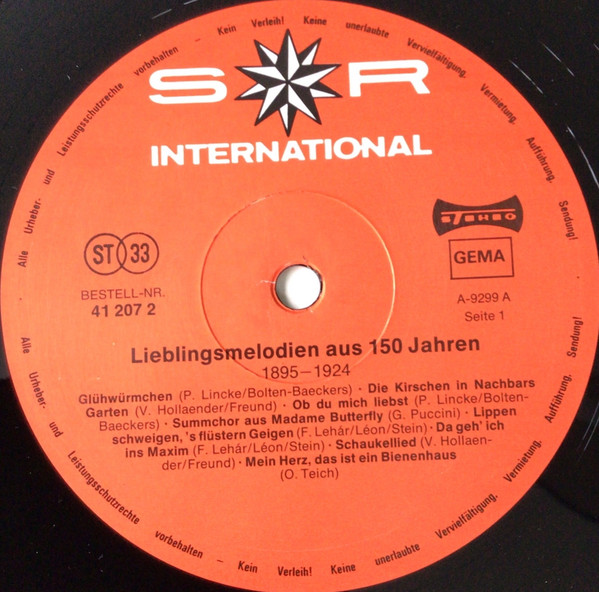 Alle Urheber- und Leistungsschutzrechte vorbehalten – Kein Verleih! Keine unerlaubte Vervielfältigung, Vermietung, Aufführung, Sendung!
S R
INTERNATIONAL
STEREO
ST 33
GEMA
BESTELL-NR.
41 207 2
A-9299 A
Seite 1
Lieblingsmelodien aus 150 Jahren
1895–1924
Glühwürmchen (P. Lincke/Bolten-Baeckers) · Die Kirschen in Nachbars
Garten (V. Hollaender/Freund) · Ob du mich liebst (P. Lincke/Bolten-
Baeckers) · Summchor aus Madame Butterfly (G. Puccini) · Lippen
schweigen, 's flüstern Geigen (F. Lehár/Léon/Stein) · Da geh' ich
ins Maxim (F. Lehár/Léon/Stein) · Schaukellied (V. Hollaen-
der/Freund) · Mein Herz, das ist ein Bienenhaus
(O. Teich)
Alle Urheber- und Leistungsschutzrechte vorbehalten – Kein Verleih! Keine unerlaubte Vervielfältigung, Vermietung, Aufführung, Sendung!